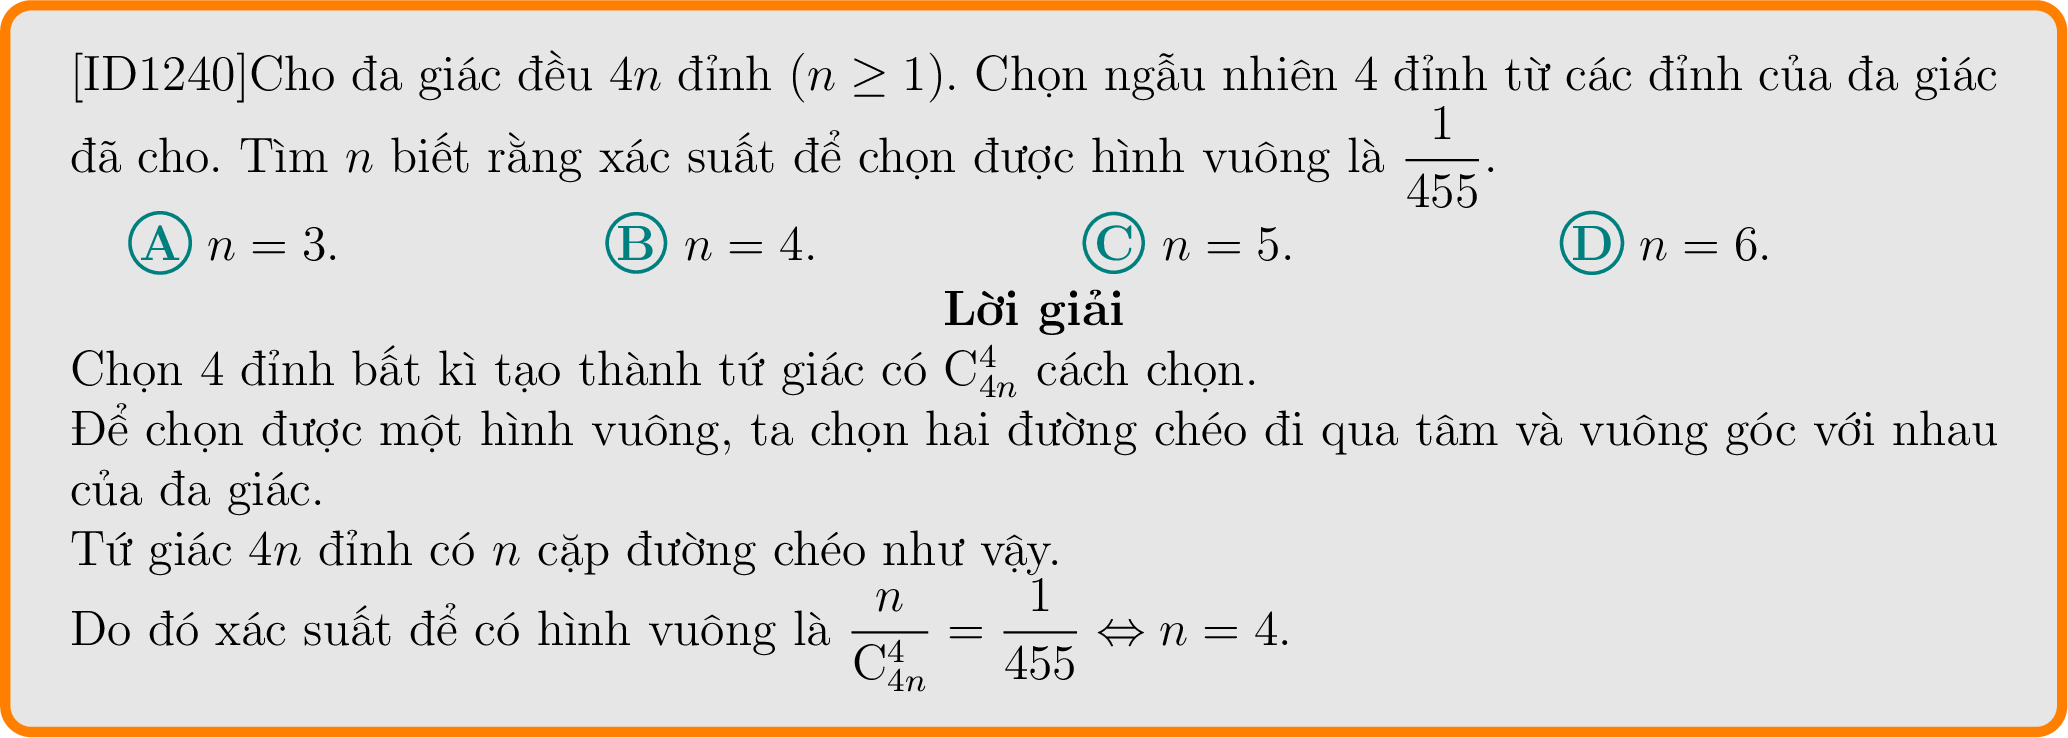 [ID1240]Cho đa giác đều 4n đỉnh (n ≥ 1). Chọn ngẫu nhiên 4 đỉnh từ các đỉnh của đa giác
đã cho. Tìm n biết rằng xác suất để chọn được hình vuông là $\frac{1}{455}$.
A n = 3. B n = 4. C n = 5. D n = 6.
Lời giải
Chọn 4 đỉnh bất kì tạo thành tứ giác có $\mathrm{C}_{4n}^{4}$ cách chọn.
Để chọn được một hình vuông, ta chọn hai đường chéo đi qua tâm và vuông góc với nhau
của đa giác.
Tứ giác 4n đỉnh có n cặp đường chéo như vậy.
Do đó xác suất để có hình vuông là $\frac{n}{\mathrm{C}_{4n}^{4}} = \frac{1}{455} \Leftrightarrow n = 4$.